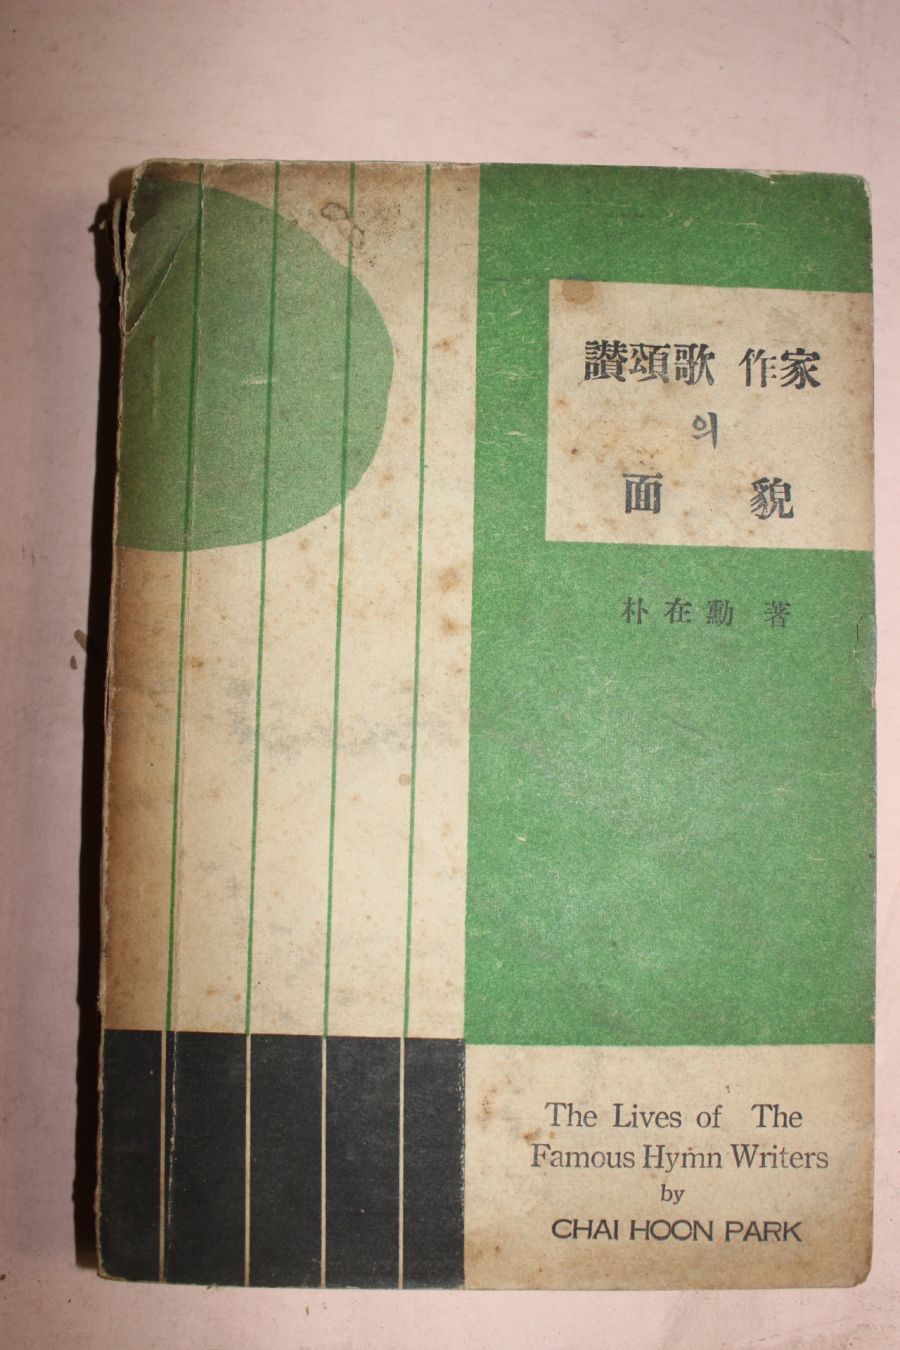 讃頌歌 作家
의
面 貌
朴在勳 著
The Lives of The
Famous Hymn Writers
by
CHAI HOON PARK